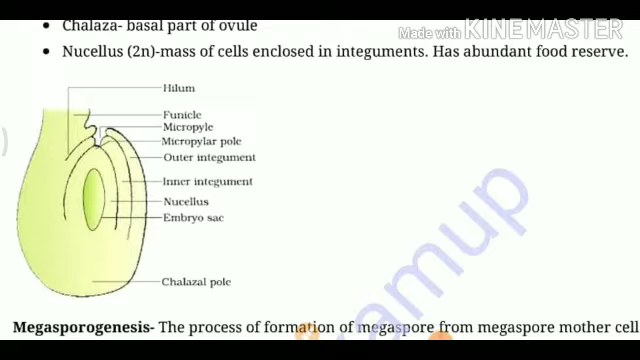 • Chalaza- basal part of ovule
Made with KINEMASTER
• Nucellus (2n)-mass of cells enclosed in integuments. Has abundant food reserve.
Hilum
Funicle
Micropyle
Micropylar pole
Outer integument
Inner integument
Nucellus
Embryo sac
Chalazal pole
Megasporogenesis- The process of formation of megaspore from megaspore mother cell